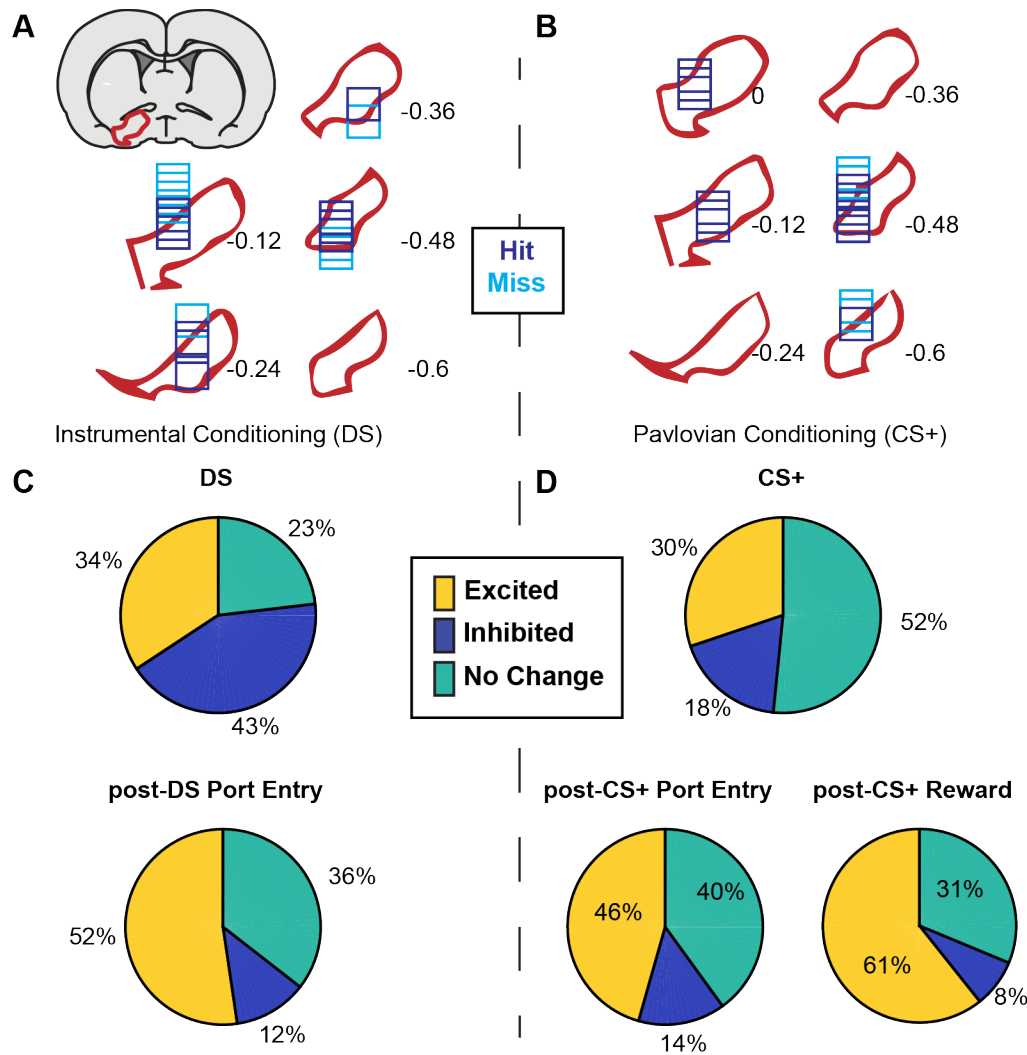 A
-0.36
-0.12
-0.48
-0.24
-0.6
Instrumental Conditioning (DS)
B
0
-0.36
-0.12
-0.48
-0.24
-0.6
Pavlovian Conditioning (CS+)
Hit
Miss
C
DS
34%
23%
43%
post-DS Port Entry
52%
36%
12%
Excited
Inhibited
No Change
D
CS+
30%
52%
18%
post-CS+ Port Entry
46%
40%
14%
post-CS+ Reward
31%
61%
8%